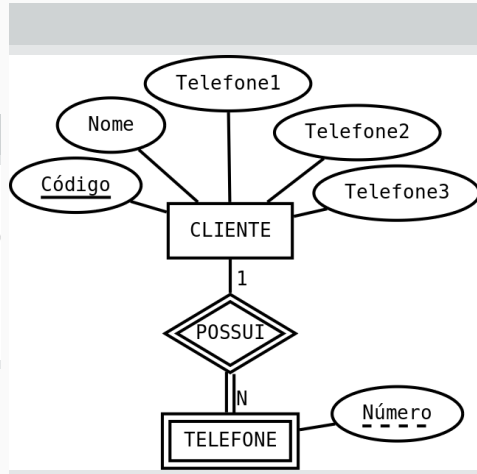 Telefone1
Nome
Telefone2
Código
Telefone3
CLIENTE
1
POSSUI
N
Número
TELEFONE